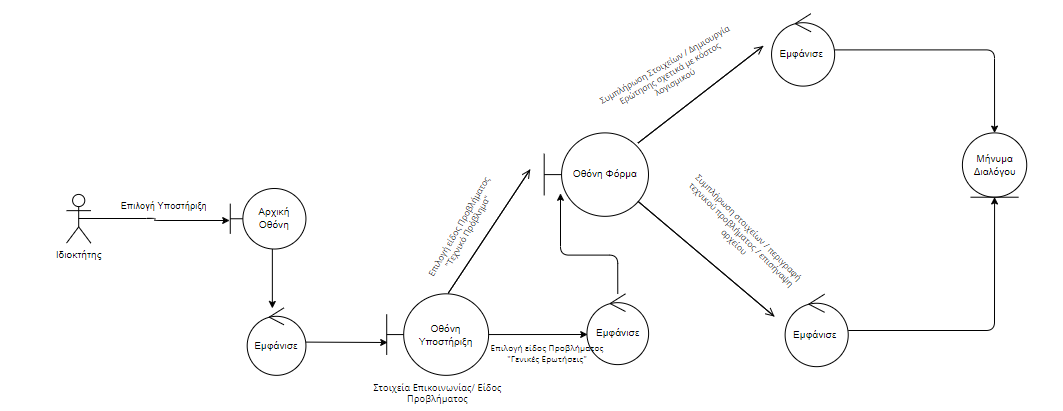 Επιλογή Υποστήριξη
Ιδιοκτήτης
Αρχική
Οθόνη
Εμφάνισε
Οθόνη
Υποστήριξη
Στοιχεία Επικοινωνίας/ Είδος
Προβλήματος
Επιλογή είδος Προβλήματος
"Τεχνικό Πρόβλημα"
Επιλογή είδος Προβλήματος
"Γενικές Ερωτήσεις"
Εμφάνισε
Οθόνη Φόρμα
Συμπλήρωση Στοιχείων / Δημιουργία
Ερώτησης σχετικά με κόστος
λογισμικού
Εμφάνισε
Συμπλήρωση στοιχείων / περιγραφή
τεχνικού προβλήματος / επισήναψη
αρχείου
Εμφάνισε
Μήνυμα
Διαλόγου